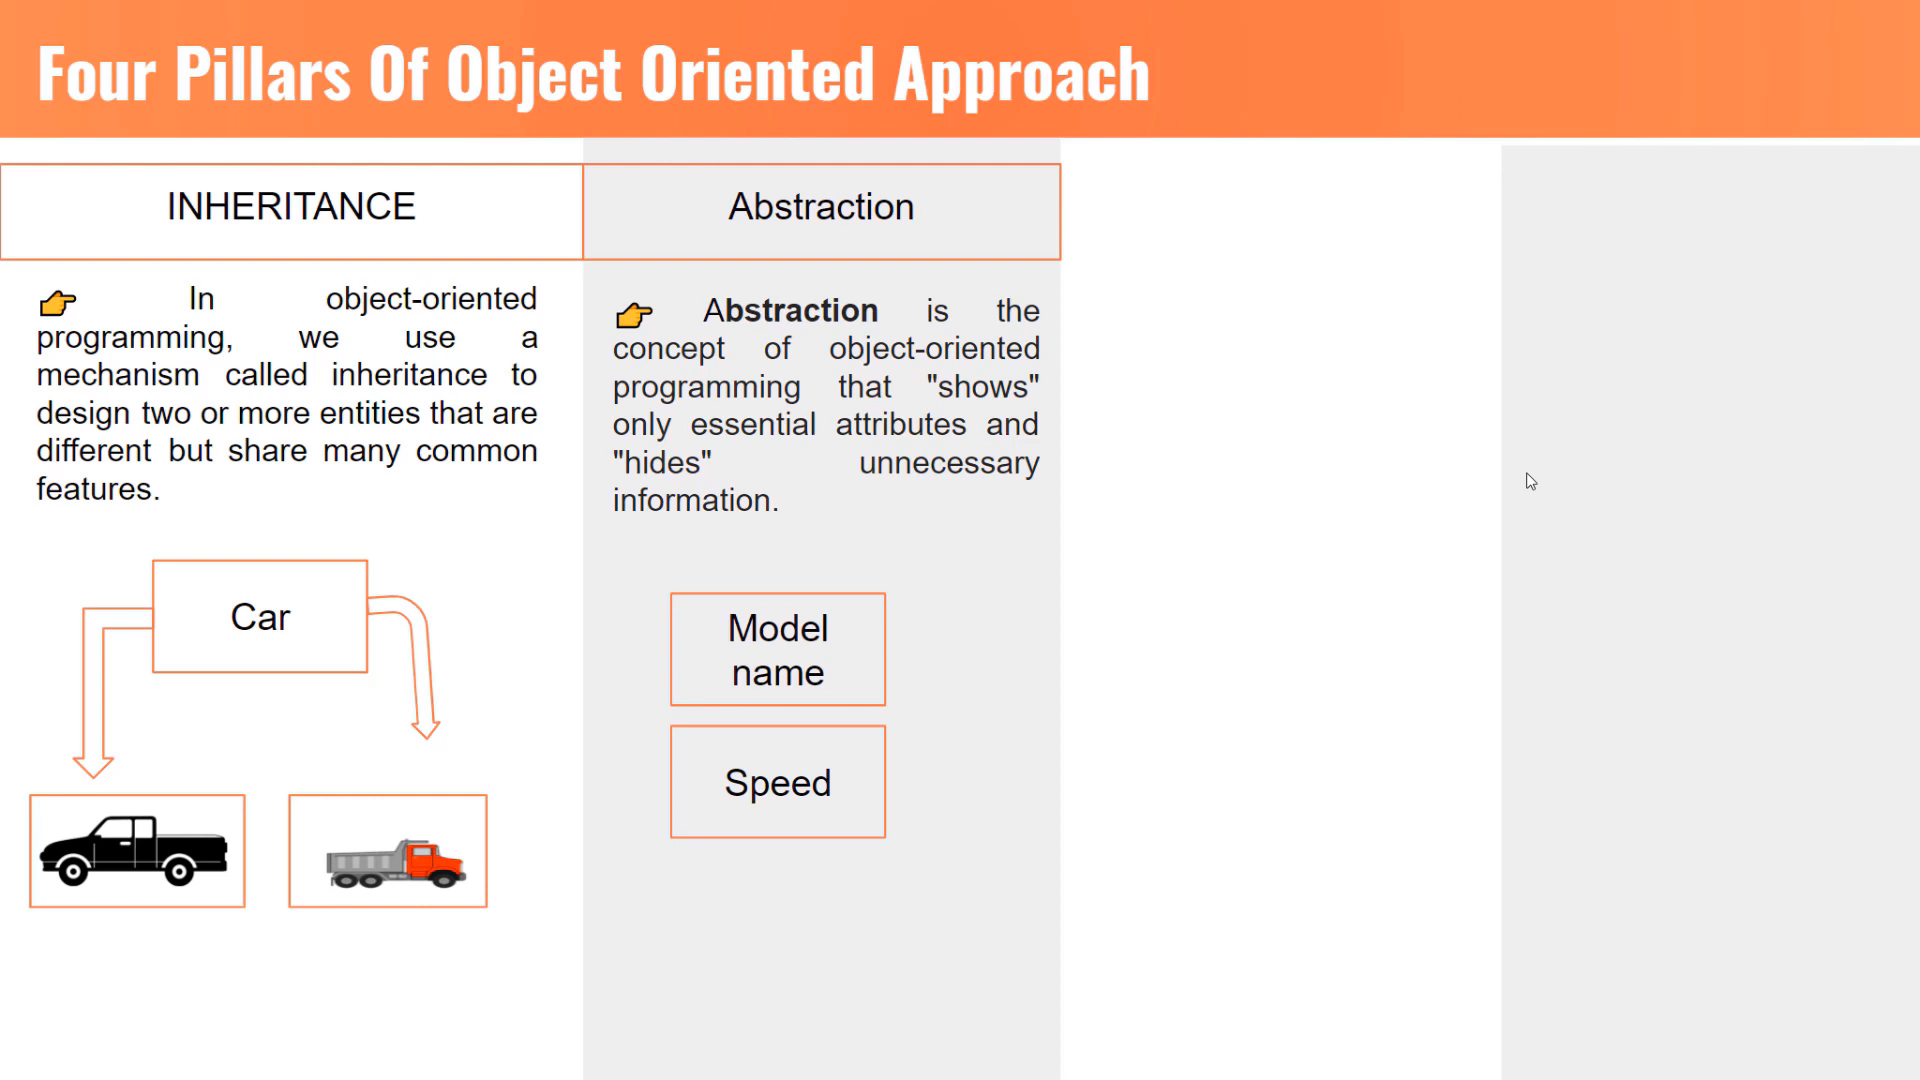 Four Pillars Of Object Oriented Approach
INHERITANCE
In object-oriented
programming, we use a
mechanism called inheritance to
design two or more entities that are
different but share many common
features.
Car
Abstraction
Abstraction is the
concept of object-oriented
programming that "shows"
only essential attributes and
"hides" unnecessary
information.
Model
name
Speed